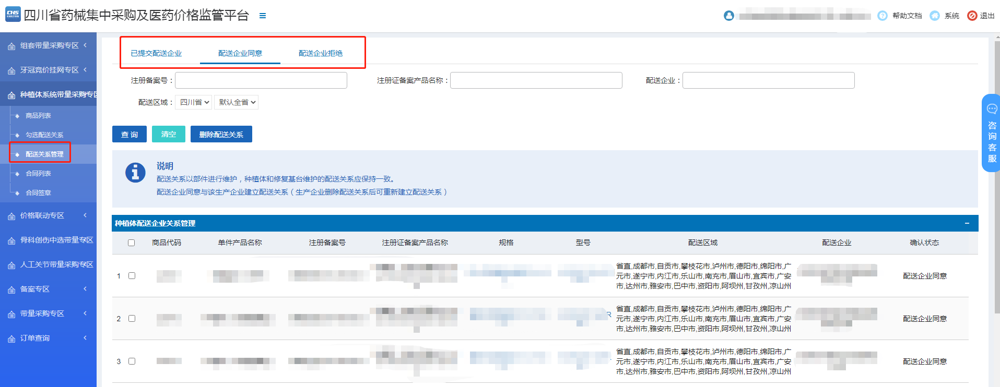 CHS
四川省药械集中采购及医药价格监管平台
帮助文档
系统
退出
组套带量采购专区
牙冠竞价挂网专区
种植体系统带量采购专区
商品列表
勾选配送关系
配送关系管理
合同列表
合同签章
价格联动专区
骨科创伤中选带量专区
人工关节带量采购专区
备案专区
带量采购专区
订单查询
已提交配送企业 配送企业同意 配送企业拒绝
注册备案号： 注册证备案产品名称： 配送企业：
配送区域： 四川省 默认全省
查询 清空 删除配送关系
说明
配送关系以部件进行维护，种植体和修复基台维护的配送关系应保持一致。
配送企业同意与该生产企业建立配送关系（生产企业删除配送关系后可重新建立配送关系）
种植体配送企业关系管理
商品代码 单件产品名称 注册备案号 注册证备案产品名称 规格 型号 配送区域 配送企业 确认状态
1
省直,成都市,自贡市,攀枝花市,泸州市,德阳市,绵阳市,广
元市,遂宁市,内江市,乐山市,南充市,眉山市,宜宾市,广安
市,达州市,雅安市,巴中市,资阳市,阿坝州,甘孜州,凉山州
配送企业同意
2
R
省直,成都市,自贡市,攀枝花市,泸州市,德阳市,绵阳市,广
元市,遂宁市,内江市,乐山市,南充市,眉山市,宜宾市,广安
市,达州市,雅安市,巴中市,资阳市,阿坝州,甘孜州,凉山州
配送企业同意
3
省直,成都市,自贡市,攀枝花市,泸州市,德阳市,绵阳市,广
元市,遂宁市,内江市,乐山市,南充市,眉山市,宜宾市,广安
市,达州市,雅安市,巴中市,资阳市,阿坝州,甘孜州,凉山州
配送企业同意
咨询客服